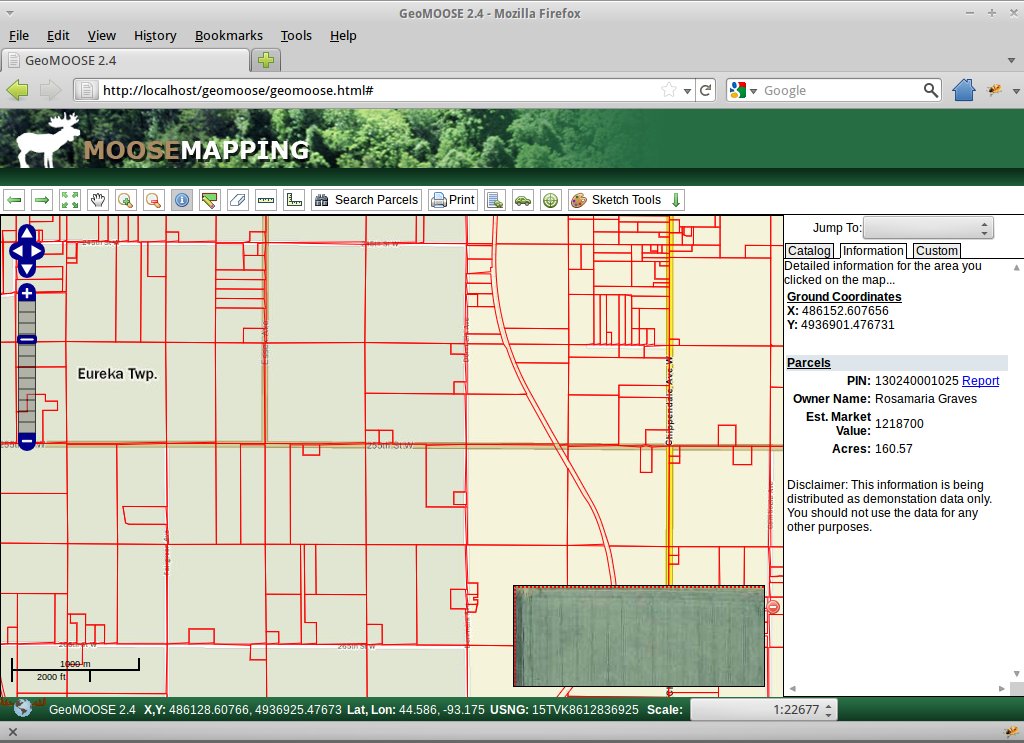 GeoMOOSE 2.4 - Mozilla Firefox
File Edit View History Bookmarks Tools Help
GeoMOOSE 2.4
http://localhost/geomoose/geomoose.html#
Google
MOOSEMAPPING
Search Parcels Print Sketch Tools
Jump To:
Catalog Information Custom
Detailed information for the area you
clicked on the map...
Ground Coordinates
X: 486152.607656
Y: 4936901.476731
Parcels
PIN: 130240001025 Report
Owner Name: Rosamaria Graves
Est. Market
Value: 1218700
Acres: 160.57
Disclaimer: This information is being
distributed as demonstation data only.
You should not use the data for any
other purposes.
245th St W
Eureka Twp.
Chippendale Ave W
255th St W
265th St W
265th St W
1000 m
2000 ft
GeoMOOSE 2.4 X,Y: 486128.60766, 4936925.47673 Lat, Lon: 44.586, -93.175 USNG: 15TVK8612836925 Scale: 1:22677